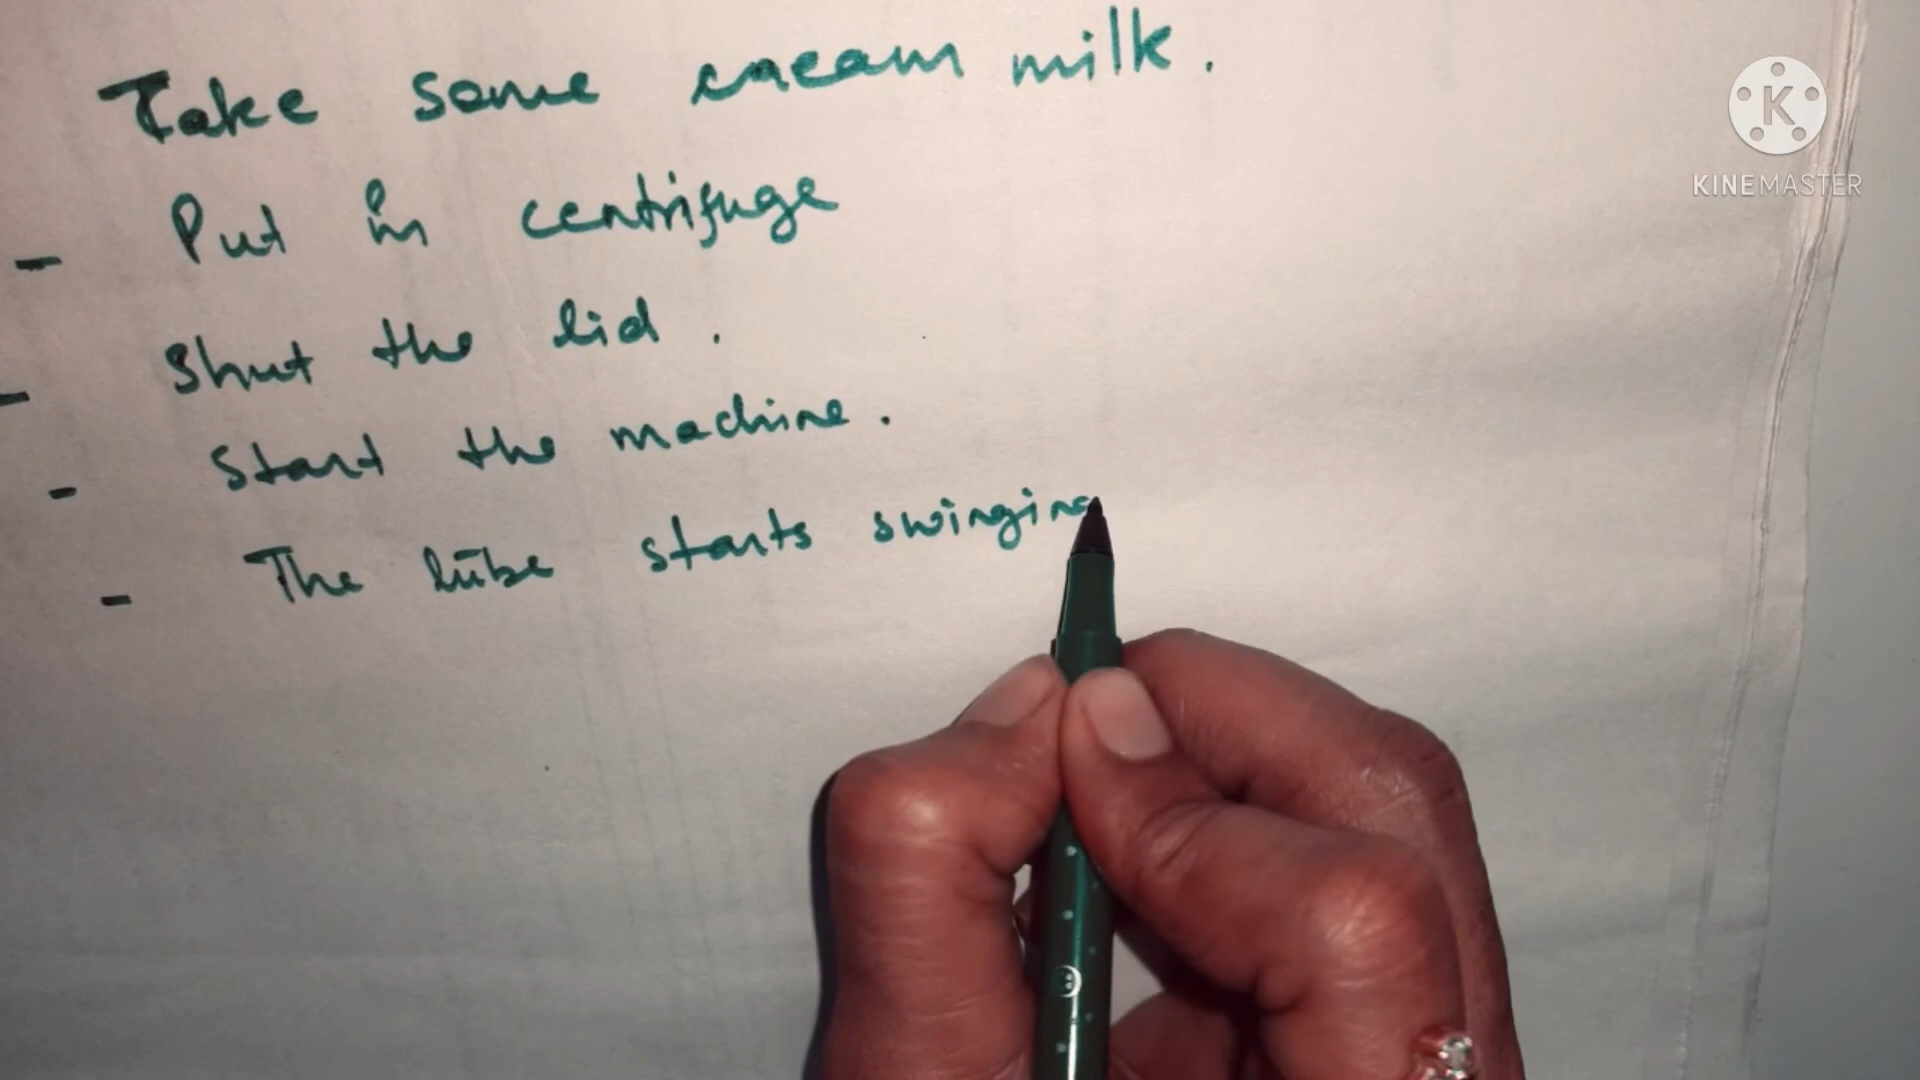 Take some cream milk.
- Put in centrifuge
- Shut the lid.
- Start the machine.
- The tube starts swinging
K
KINEMASTER